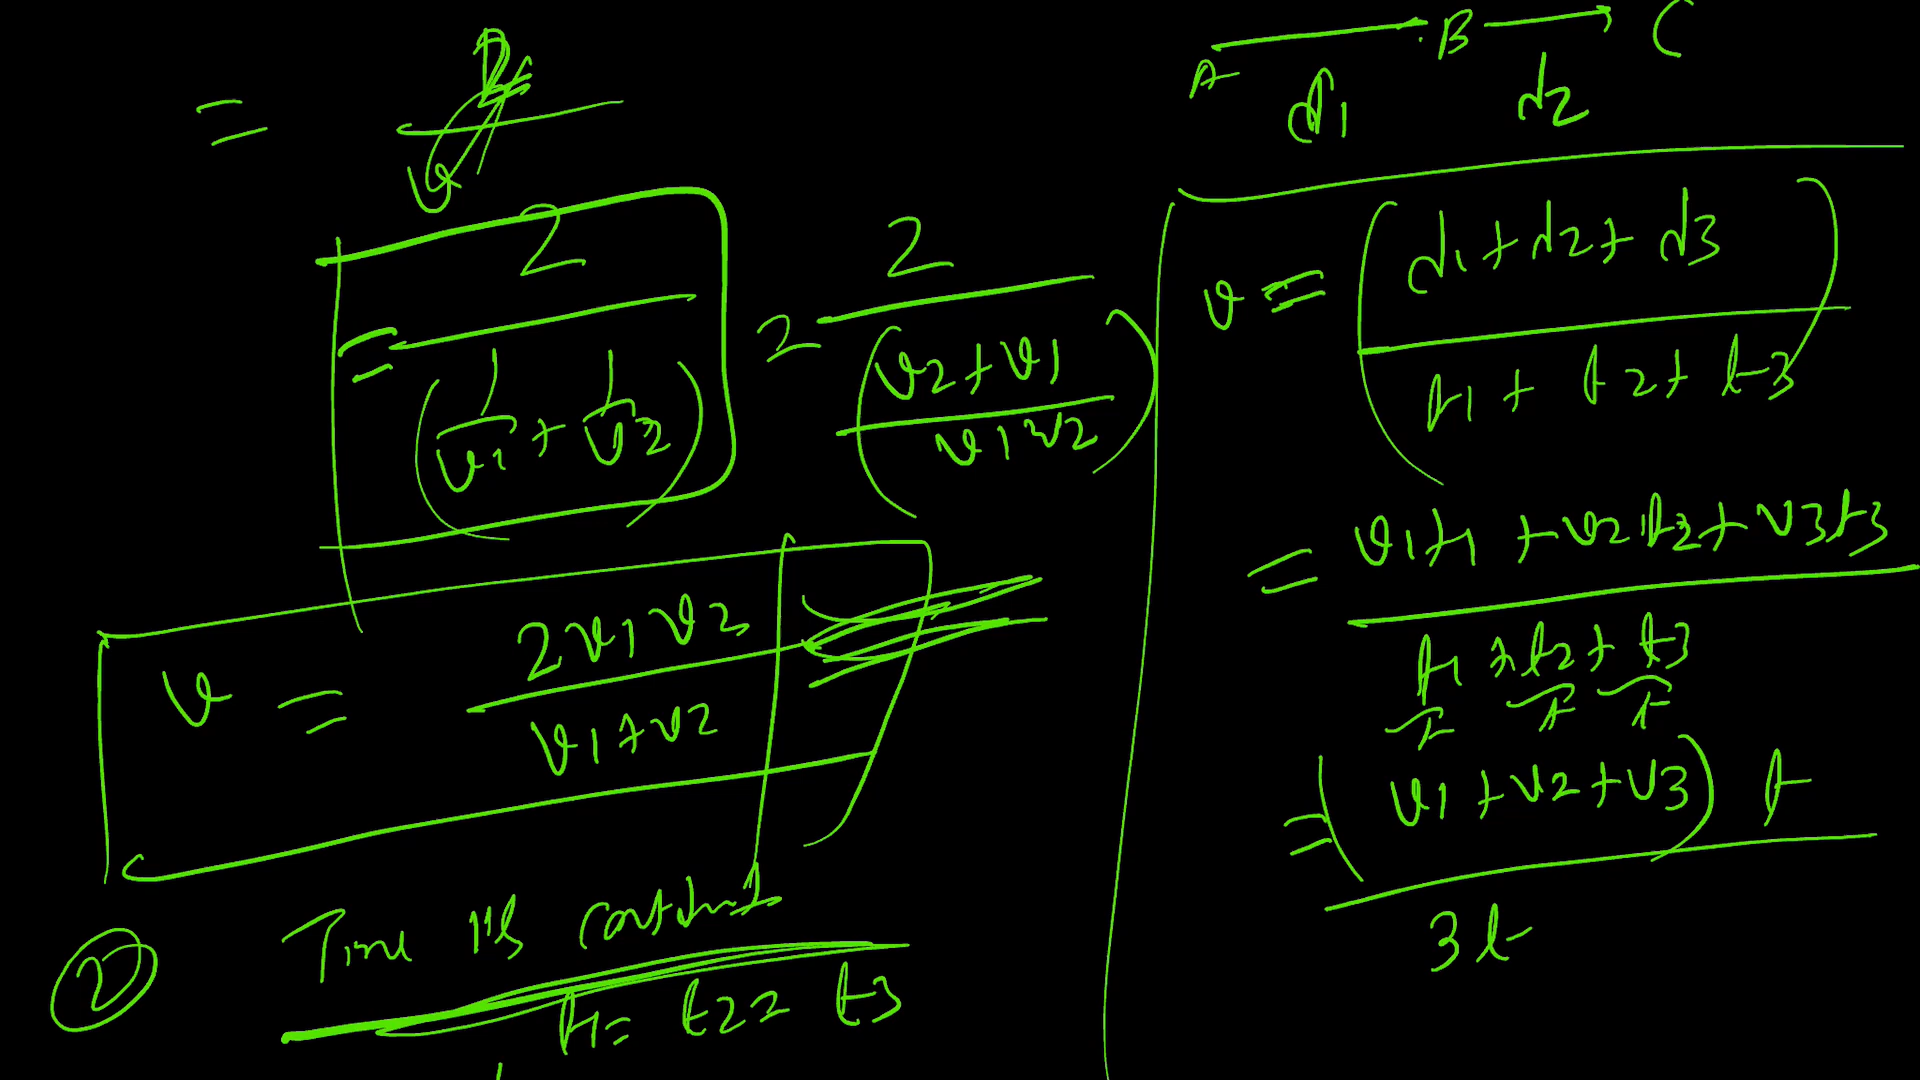 =
2
= 2/(1/v1 + 1/v2) = 2/((v2+v1)/v1v2)
v = 2v1v2/(v1+v2)
② Time is constant
t1 = t2 = t3
A → B → C
d1 d2
v = (d1+d2+d3)/(t1+t2+t3)
= (v1t1 + v2t2 + v3t3)/(t1+t2+t3)
= (v1+v2+v3) t/3t